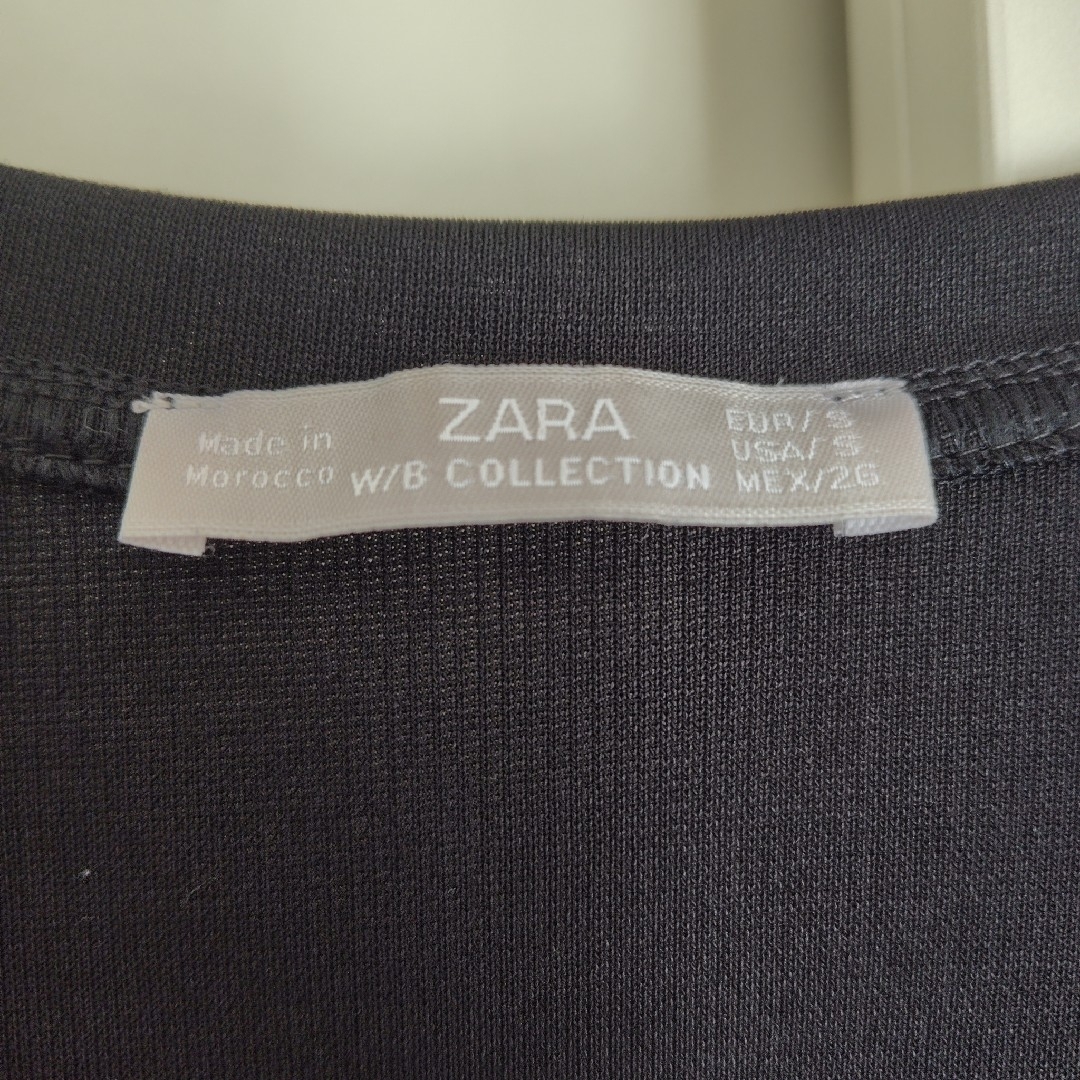 Made in
Morocco
ZARA
W/B COLLECTION
EUR/S
USA/S
MEX/26